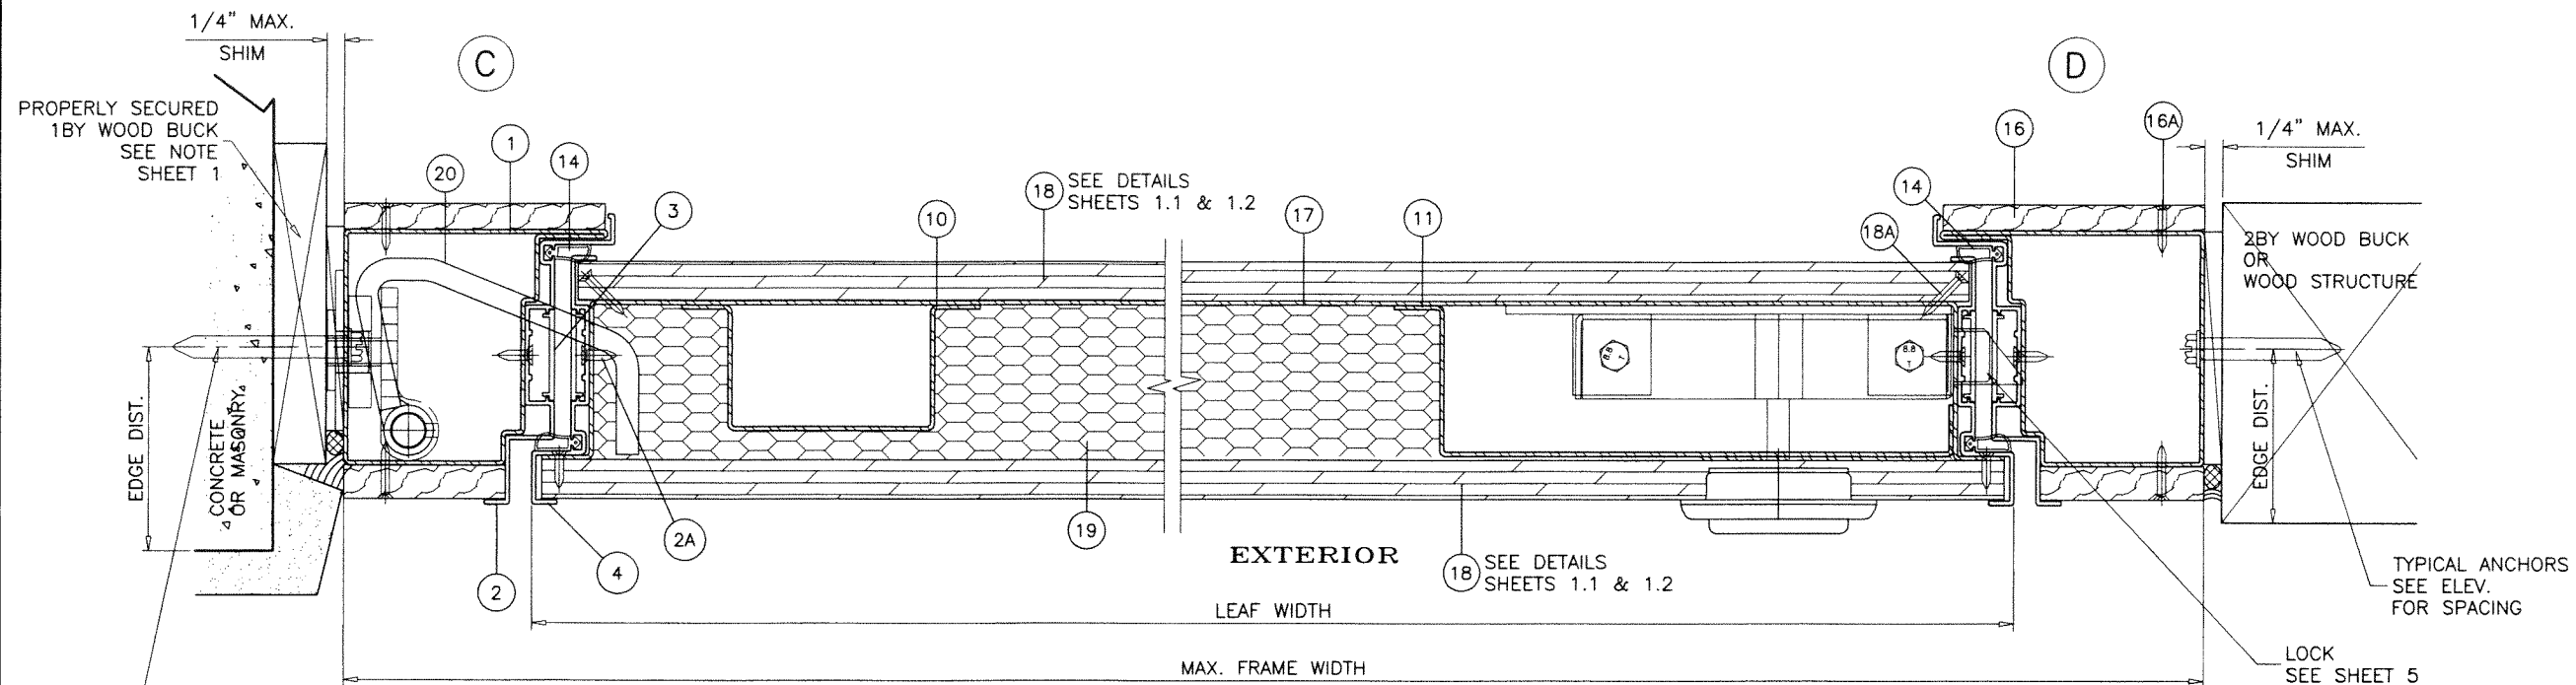 1/4" MAX.
SHIM
C
D
PROPERLY SECURED
1BY WOOD BUCK
SEE NOTE
SHEET 1
20
1
14
3
18
SEE DETAILS
SHEETS 1.1 & 1.2
10
17
11
18A
14
16
16A
1/4" MAX.
SHIM
2BY WOOD BUCK
OR
WOOD STRUCTURE
8.8
T
8.8
T
EDGE DIST.
CONCRETE
OR MASONRY.
EDGE DIST.
2
4
2A
19
EXTERIOR
18
SEE DETAILS
SHEETS 1.1 & 1.2
TYPICAL ANCHORS
SEE ELEV.
FOR SPACING
LEAF WIDTH
LOCK
SEE SHEET 5
MAX. FRAME WIDTH